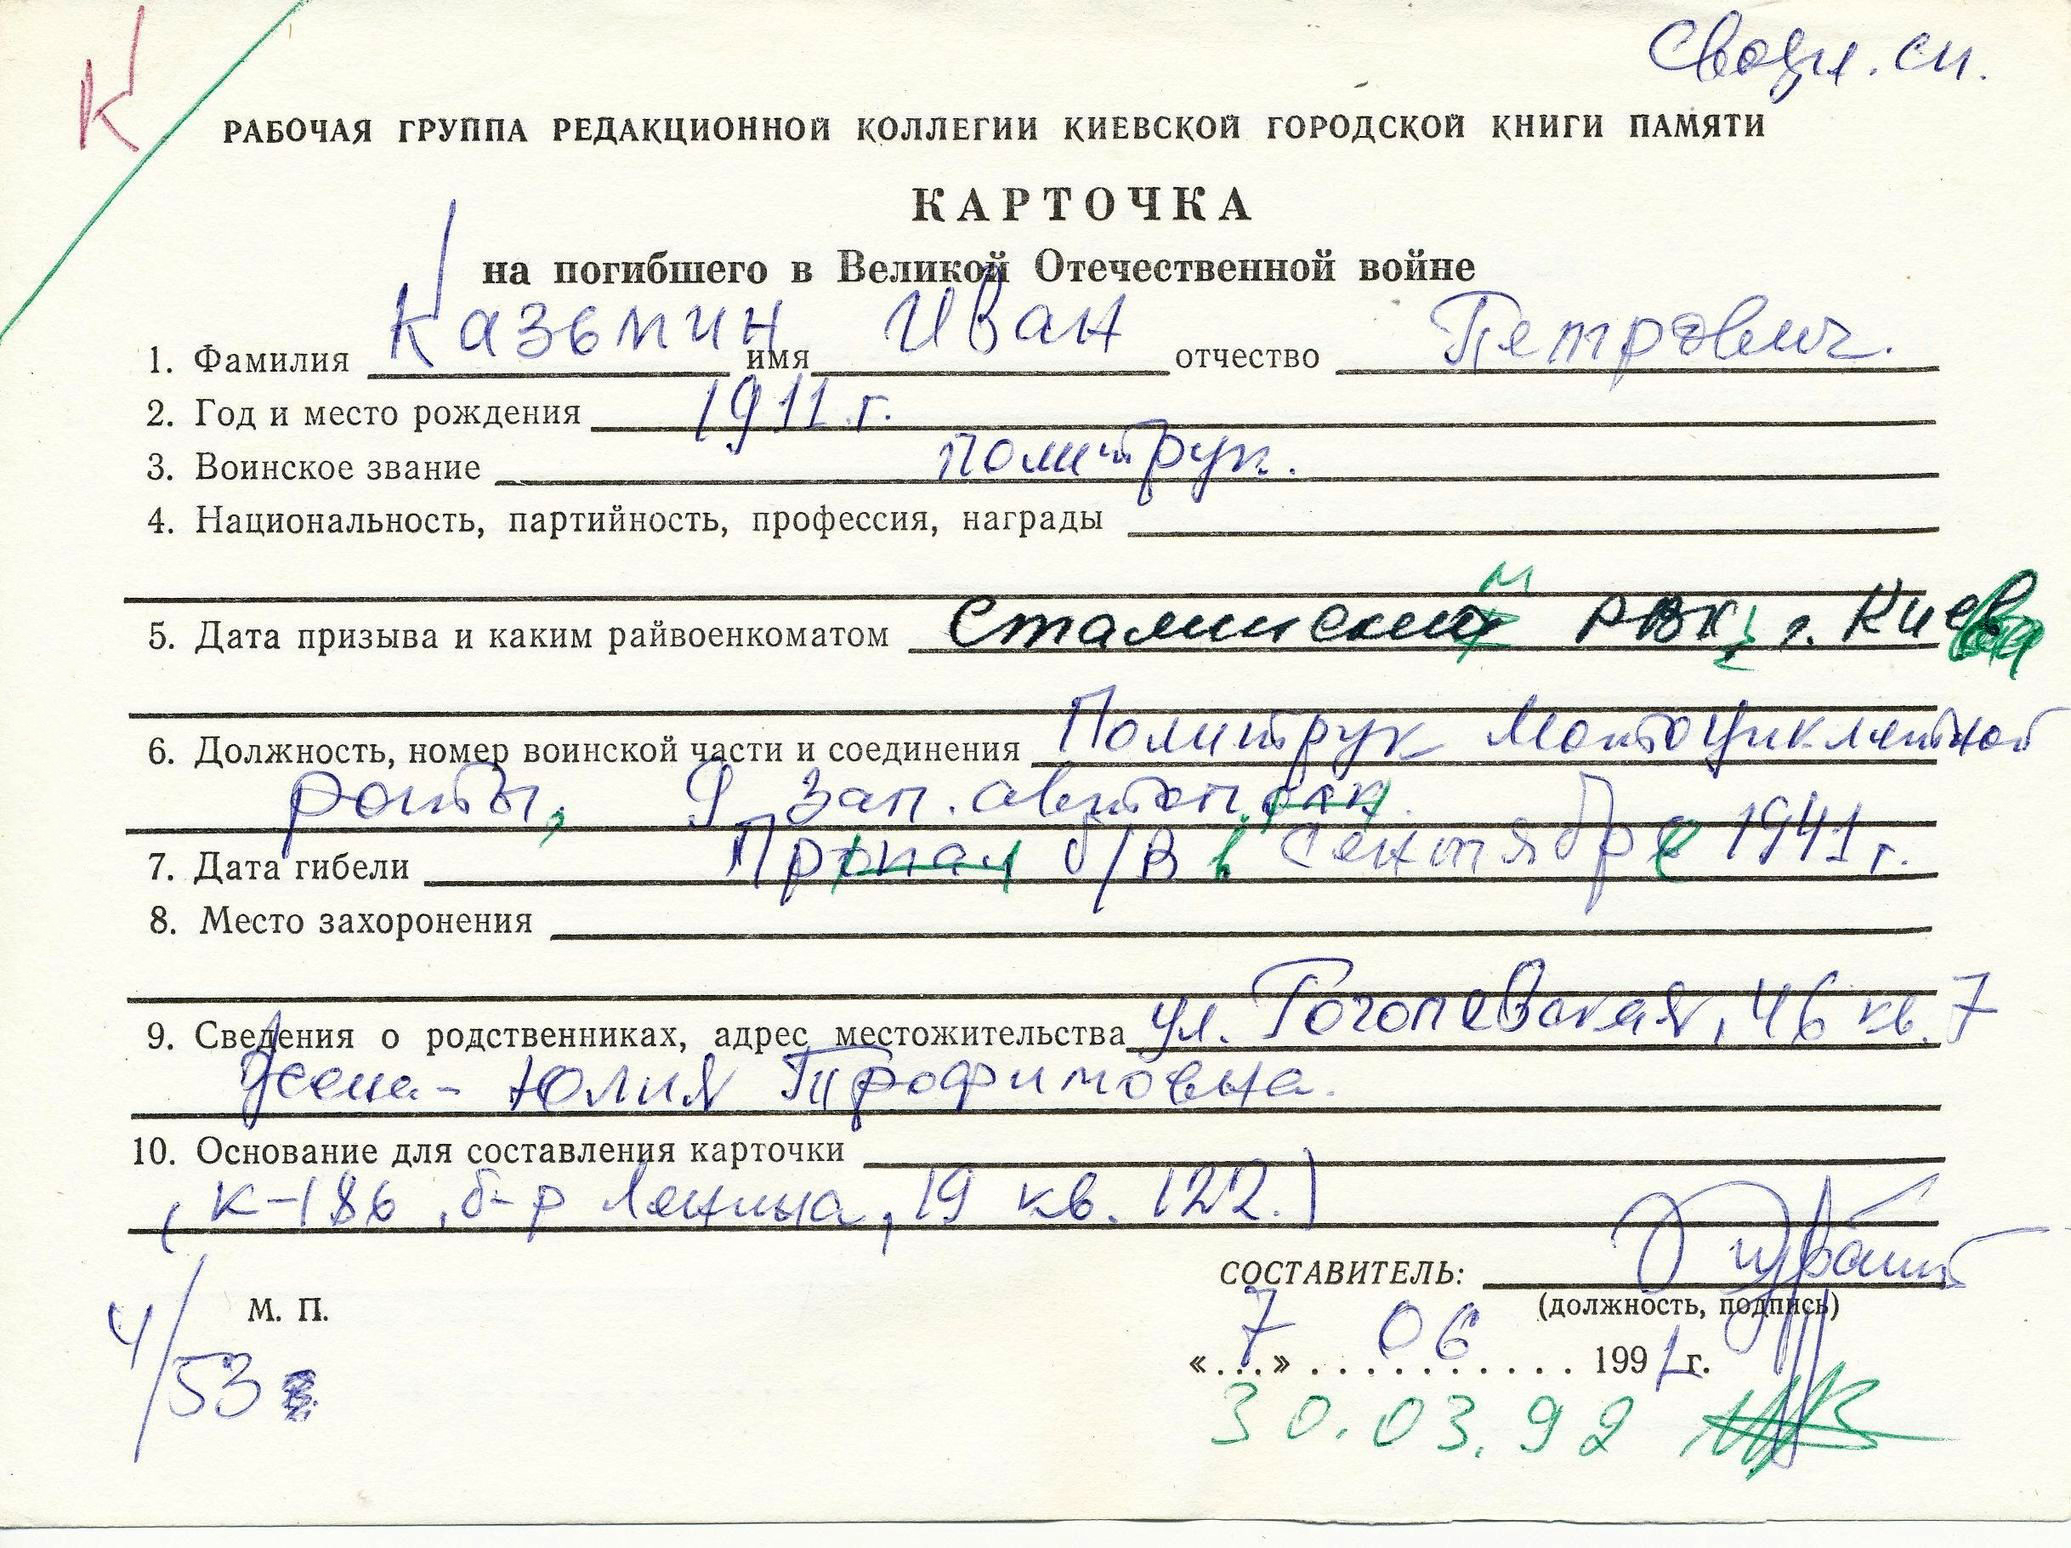 К
Сводн. сп.
РАБОЧАЯ ГРУППА РЕДАКЦИОННОЙ КОЛЛЕГИИ КИЕВСКОЙ ГОРОДСКОЙ КНИГИ ПАМЯТИ
КАРТОЧКА
на погибшего в Великой Отечественной войне
1. Фамилия Казьмин имя Иван отчество Петрович.
2. Год и место рождения 1911 г.
3. Воинское звание политрук.
4. Национальность, партийность, профессия, награды
5. Дата призыва и каким райвоенкоматом Сталинский РВК, г. Киев
6. Должность, номер воинской части и соединения Политрук мотоциклетной
роты, 9 зап. автоп.
7. Дата гибели Пропал б/в в сентябре 1941 г.
8. Место захоронения
9. Сведения о родственниках, адрес местожительства ул. Гоголевская, 46 кв. 7
Жена - Юлия Трофимовна.
10. Основание для составления карточки
(К-186, б-р Ленина, 19 кв. 122.)
СОСТАВИТЕЛЬ:
(должность, подпись)
М. П.
«7» 06 1991 г.
4/53
30.03.92